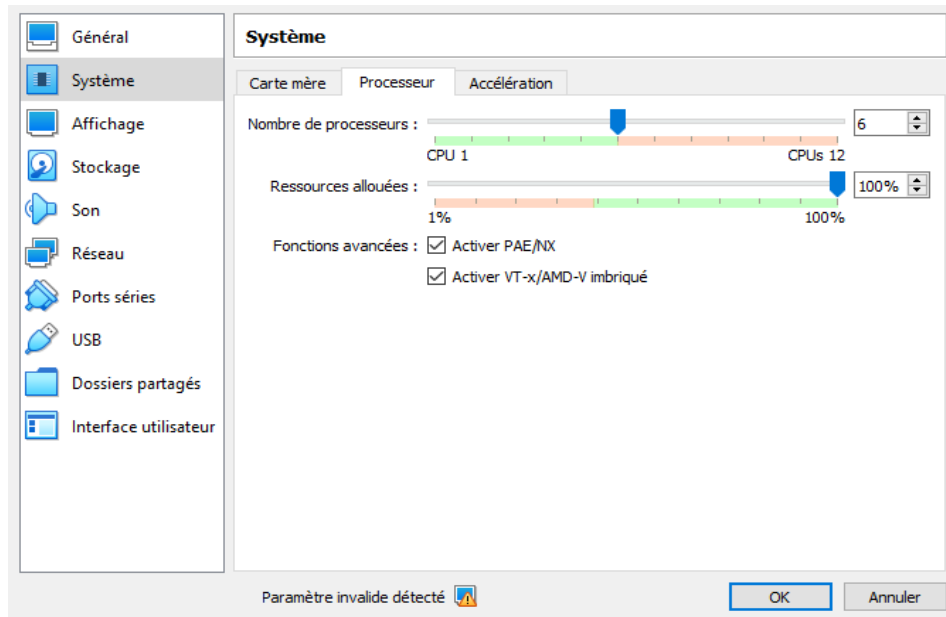 Général
Système
Affichage
Stockage
Son
Réseau
Ports séries
USB
Dossiers partagés
Interface utilisateur
Système
Carte mère Processeur Accélération
Nombre de processeurs : 6
CPU 1 CPUs 12
Ressources allouées : 100%
1% 100%
Fonctions avancées : Activer PAE/NX
Activer VT-x/AMD-V imbriqué
Paramètre invalide détecté OK Annuler